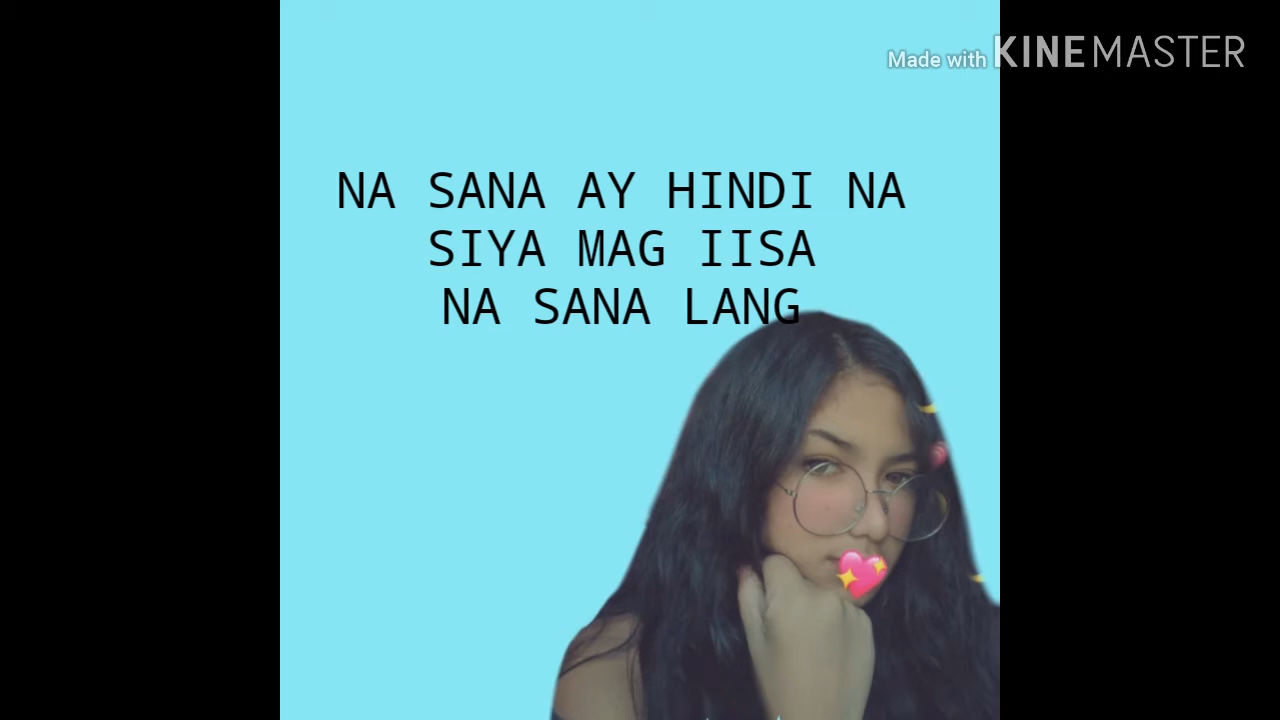 Made with KINEMASTER
NA SANA AY HINDI NA
SIYA MAG IISA
NA SANA LANG